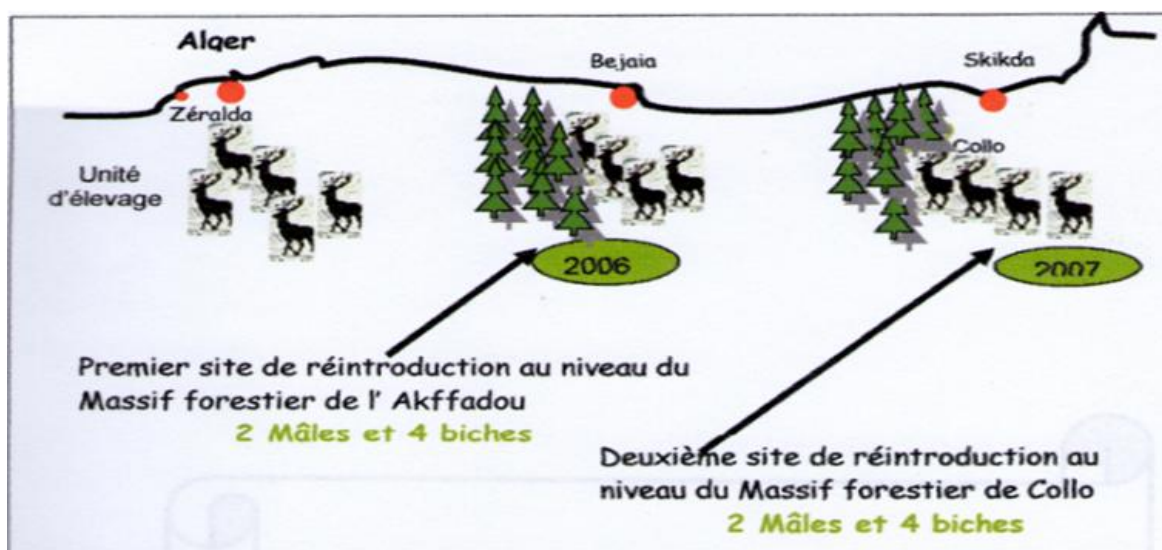 Alger
Bejaia
Skikda
Zéralda
Collo
Unité
d'élevage
2006
2007
Premier site de réintroduction au niveau du
Massif forestier de l' Akffadou
2 Mâles et 4 biches
Deuxième site de réintroduction au
niveau du Massif forestier de Collo
2 Mâles et 4 biches